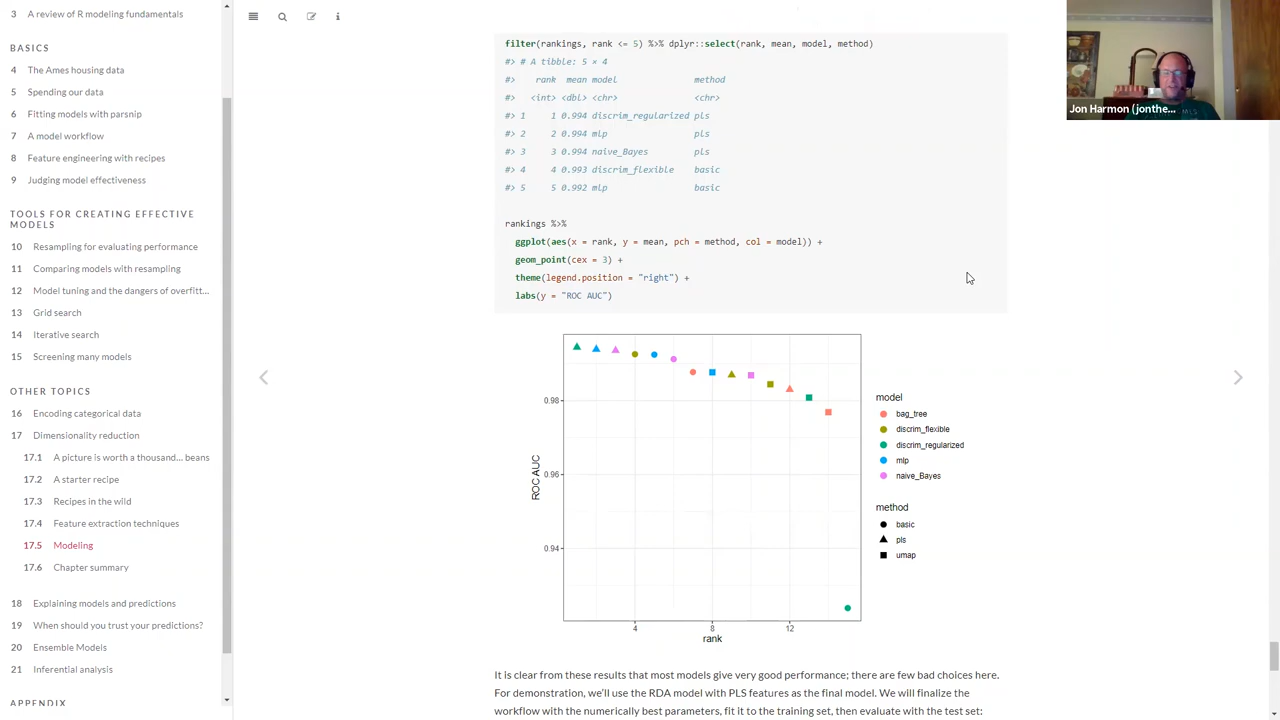 3 A review of R modeling fundamentals
BASICS
4 The Ames housing data
5 Spending our data
6 Fitting models with parsnip
7 A model workflow
8 Feature engineering with recipes
9 Judging model effectiveness
TOOLS FOR CREATING EFFECTIVE
MODELS
10 Resampling for evaluating performance
11 Comparing models with resampling
12 Model tuning and the dangers of overfitt...
13 Grid search
14 Iterative search
15 Screening many models
OTHER TOPICS
16 Encoding categorical data
17 Dimensionality reduction
17.1 A picture is worth a thousand... beans
17.2 A starter recipe
17.3 Recipes in the wild
17.4 Feature extraction techniques
17.5 Modeling
17.6 Chapter summary
18 Explaining models and predictions
19 When should you trust your predictions?
20 Ensemble Models
21 Inferential analysis
APPENDIX
filter(rankings, rank <= 5) %>% dplyr::select(rank, mean, model, method)
#> # A tibble: 5 × 4
#> rank mean model method
#> <int> <dbl> <chr> <chr>
#> 1 1 0.994 discrim_regularized pls
#> 2 2 0.994 mlp pls
#> 3 3 0.994 naive_Bayes pls
#> 4 4 0.993 discrim_flexible basic
#> 5 5 0.992 mlp basic
rankings %>%
ggplot(aes(x = rank, y = mean, pch = method, col = model)) +
geom_point(cex = 3) +
theme(legend.position = "right") +
labs(y = "ROC AUC")
0.98
0.96
0.94
ROC AUC
4 8 12
rank
model
bag_tree
discrim_flexible
discrim_regularized
mlp
naive_Bayes
method
basic
pls
umap
It is clear from these results that most models give very good performance; there are few bad choices here.
For demonstration, we'll use the RDA model with PLS features as the final model. We will finalize the
workflow with the numerically best parameters, fit it to the training set, then evaluate with the test set:
Jon Harmon (jonthe...